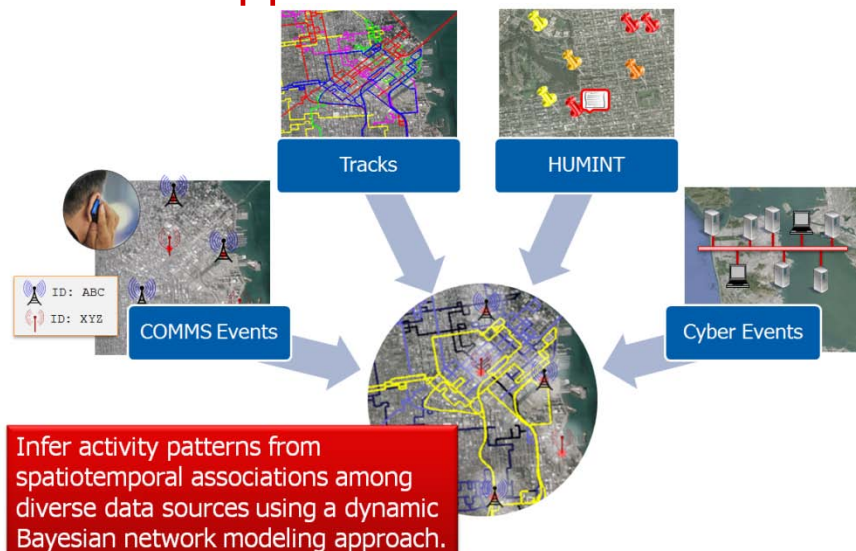 Tracks
HUMINT
ID: ABC
ID: XYZ
COMMS Events
Cyber Events
Infer activity patterns from
spatiotemporal associations among
diverse data sources using a dynamic
Bayesian network modeling approach.